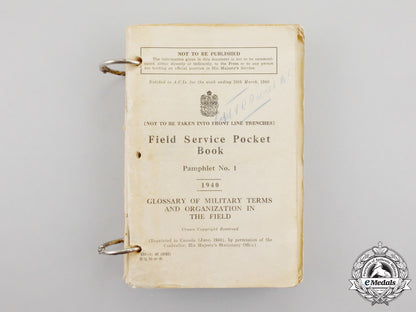 NOT TO BE PUBLISHED
The information given in this document is not to be communi-
cated, either directly or indirectly, to the Press or to any person
not holding an official position in His Majesty's Service.
Notified in A.C.Is. for the week ending 20th March, 1940
(NOT TO BE TAKEN INTO FRONT LINE TRENCHES)
Field Service Pocket
Book
Pamphlet No. 1
1940
GLOSSARY OF MILITARY TERMS
AND ORGANIZATION IN
THE FIELD
Crown Copyright Reserved
(Reprinted in Canada (June, 1940), by permission of the
Controller, His Majesty's Stationery Office)
eMedals